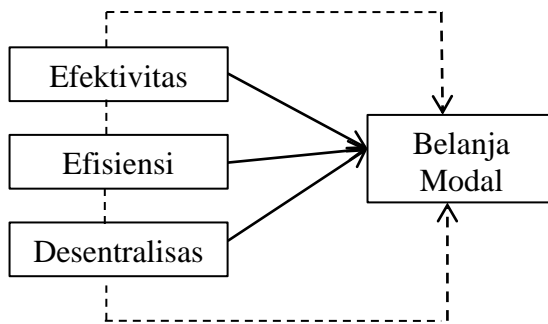 Efektivitas
Efisiensi
Desentralisas
Belanja
Modal